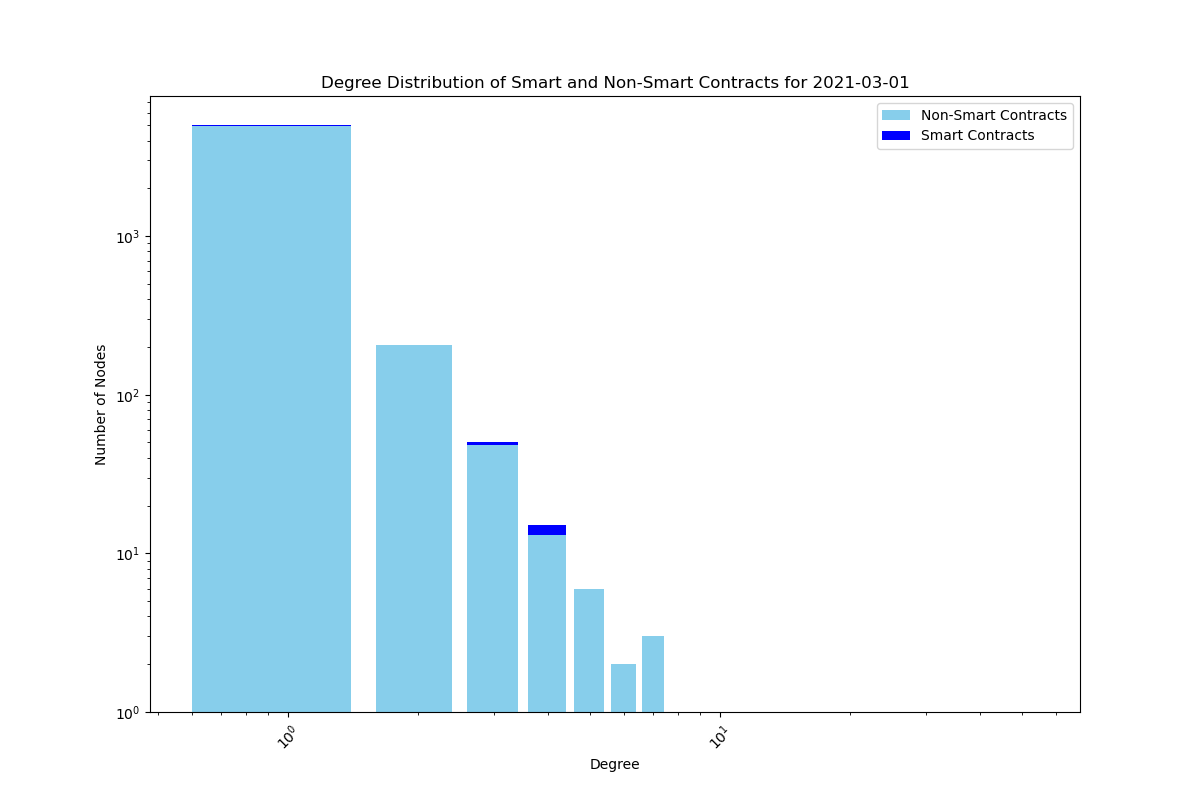 Degree Distribution of Smart and Non-Smart Contracts for 2021-03-01
Non-Smart Contracts
Smart Contracts
Number of Nodes
10³
10²
10¹
10⁰
10⁰
10¹
Degree